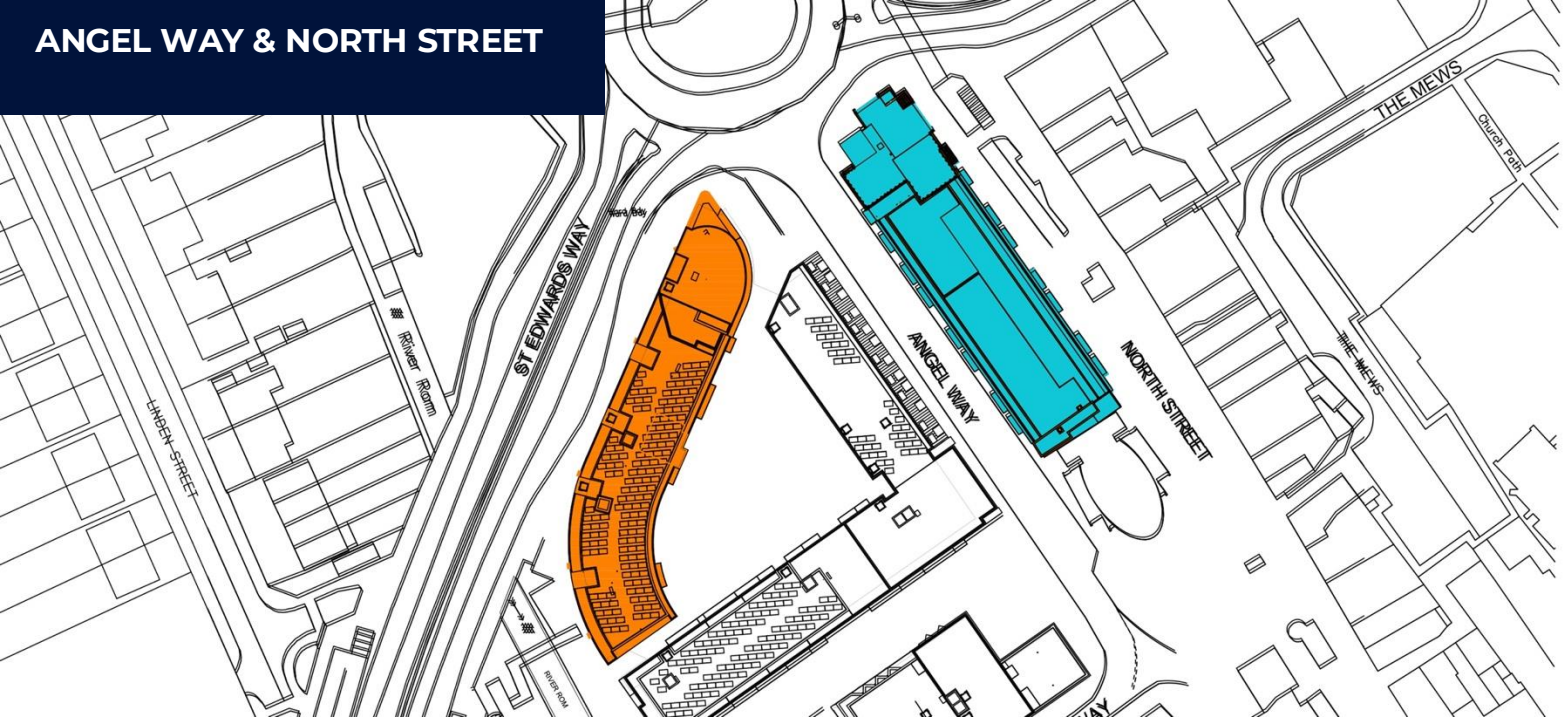 ANGEL WAY & NORTH STREET
THE MEWS
Church Path
ST EDWARDS WAY
River Rom
ANGEL WAY
NORTH STREET
THE MEWS
LINDEN STREET
RIVER ROM